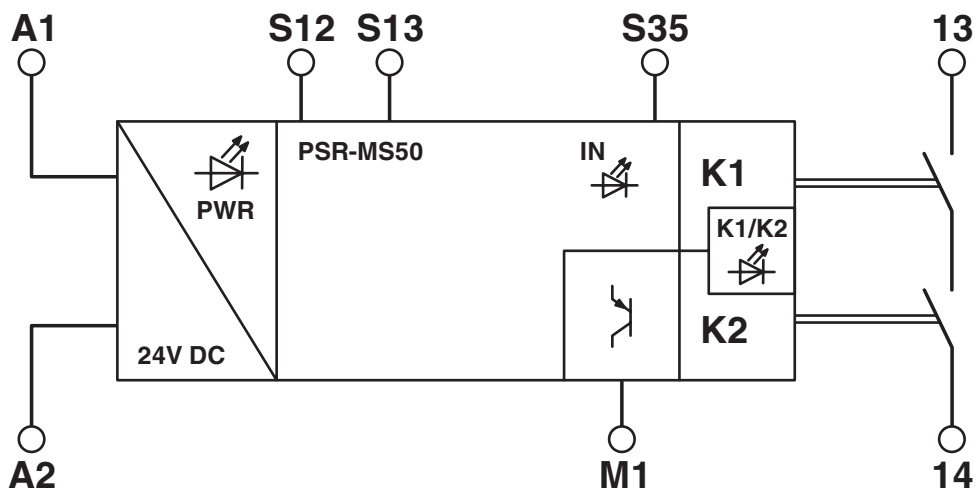 A1 S12 S13 S35 13
PSR-MS50 IN
PWR
K1
K1/K2
K2
24V DC
A2 M1 14